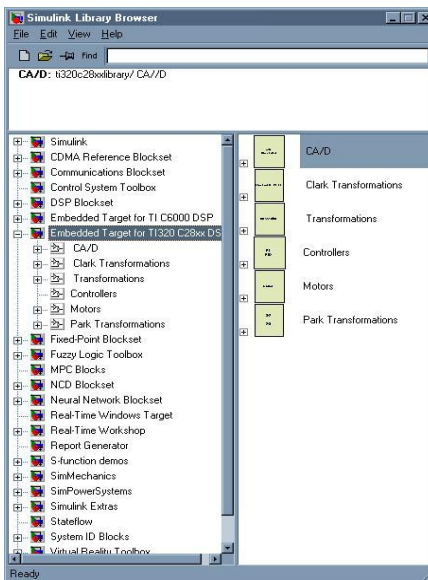 Simulink Library Browser
File Edit View Help
Find
CA/D: ti320c28xxlibrary/ CA//D
Simulink
CDMA Reference Blockset
Communications Blockset
Control System Toolbox
DSP Blockset
Embedded Target for TI C6000 DSP
Embedded Target for TI320 C28xx DS
CA/D
Clark Transformations
Transformations
Controllers
Motors
Park Transformations
Fixed-Point Blockset
Fuzzy Logic Toolbox
MPC Blocks
NCD Blockset
Neural Network Blockset
Real-Time Windows Target
Real-Time Workshop
Report Generator
S-function demos
SimMechanics
SimPowerSystems
Simulink Extras
Stateflow
System ID Blocks
Virtual Reality Toolbox
CA/D
Clark Transformations
Transformations
Controllers
Motors
Park Transformations
Ready